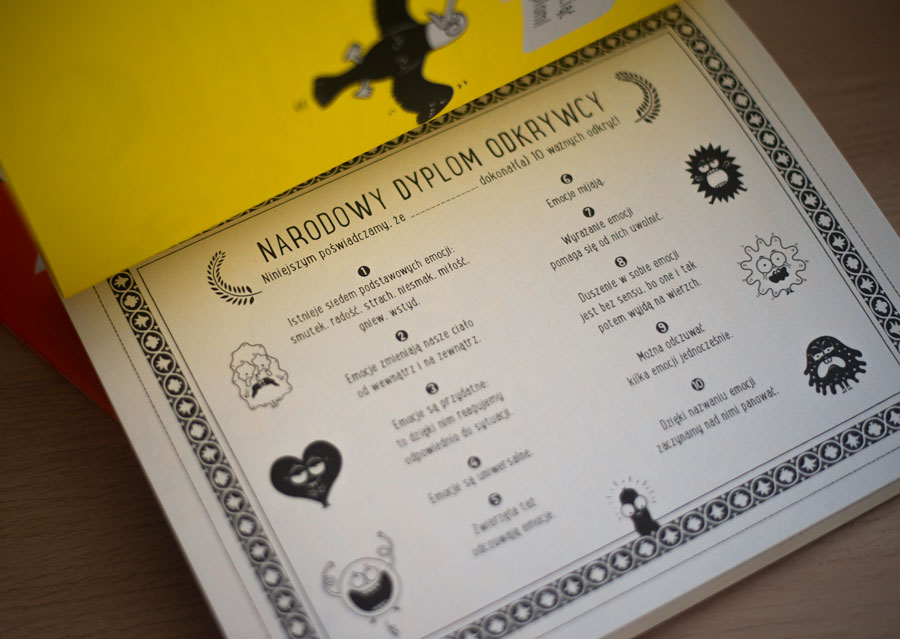 NARODOWY DYPLOM ODKRYWCY
Niniejszym poświadczamy, że dokonał(a) 10 ważnych odkryć!
1
Istnieje siedem podstawowych emocji:
smutek, radość, strach, niesmak, miłość,
gniew, wstyd.
2
Emocje zmieniają nasze ciało
od wewnątrz i na zewnątrz.
3
Emocje są przydatne:
to dzięki nim reagujemy
odpowiednio do sytuacji.
4
Emocje są uniwersalne.
5
Zwierzęta też
odczuwają emocje.
6
Emocje mijają.
7
Wyrażanie emocji
pomaga się od nich uwolnić.
8
Duszenie w sobie emocji
jest bez sensu, bo one i tak
potem wyjdą na wierzch.
9
Można odczuwać
kilka emocji jednocześnie.
10
Dzięki nazwaniu emocji
zaczynamy nad nimi panować.